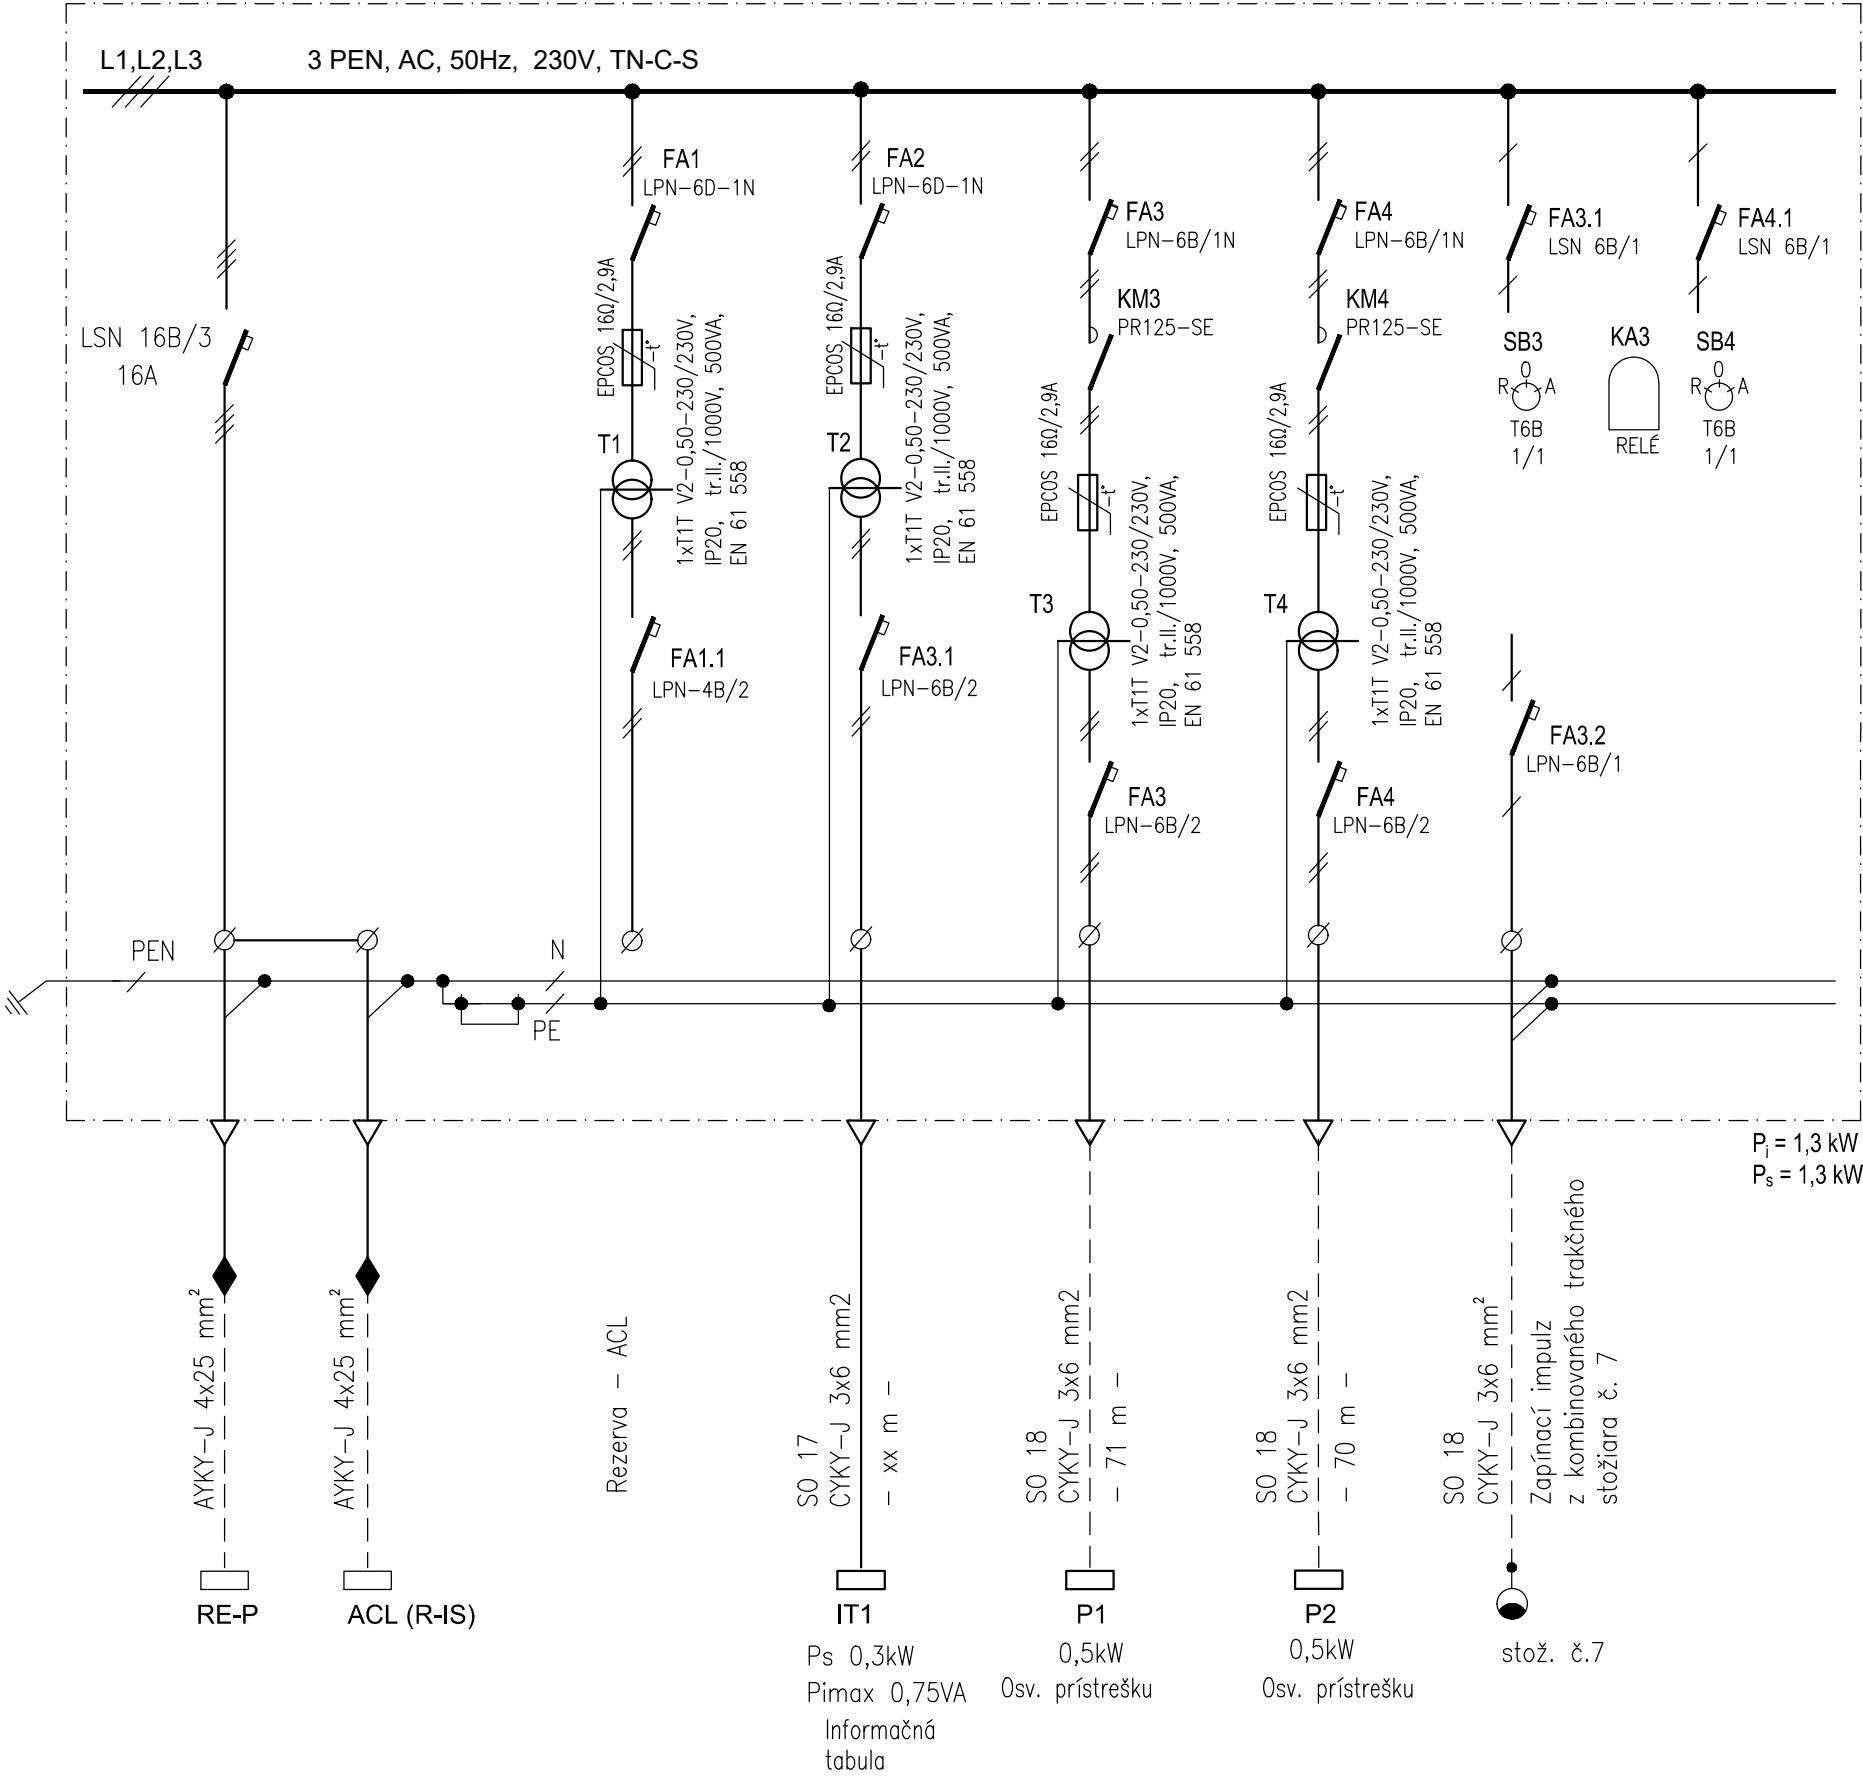 L1,L2,L3
3 PEN, AC, 50Hz, 230V, TN-C-S
LSN 16B/3
16A
FA1
LPN-6D-1N
EPCOS 16Ω/2,9A
-t°
T1
1xT1T V2-0,50-230/230V,
IP20, tr.II./1000V, 500VA,
EN 61 558
FA1.1
LPN-4B/2
FA2
LPN-6D-1N
EPCOS 16Ω/2,9A
-t°
T2
1xT1T V2-0,50-230/230V,
IP20, tr.II./1000V, 500VA,
EN 61 558
FA3.1
LPN-6B/2
FA3
LPN-6B/1N
KM3
PR125-SE
EPCOS 16Ω/2,9A
-t°
T3
1xT1T V2-0,50-230/230V,
IP20, tr.II./1000V, 500VA,
EN 61 558
FA3
LPN-6B/2
FA4
LPN-6B/1N
KM4
PR125-SE
EPCOS 16Ω/2,9A
-t°
T4
1xT1T V2-0,50-230/230V,
IP20, tr.II./1000V, 500VA,
EN 61 558
FA4
LPN-6B/2
FA3.1
LSN 6B/1
SB3
0
R A
T6B
1/1
KA3
RELÉ
FA4.1
LSN 6B/1
SB4
0
R A
T6B
1/1
FA3.2
LPN-6B/1
PEN
N
PE
Pi = 1,3 kW
Ps = 1,3 kW
AYKY-J 4x25 mm²
AYKY-J 4x25 mm²
Rezerva - ACL
SO 17
CYKY-J 3x6 mm2
- xx m -
SO 18
CYKY-J 3x6 mm2
- 71 m -
SO 18
CYKY-J 3x6 mm2
- 70 m -
SO 18
CYKY-J 3x6 mm²
Zapínací impulz
z kombinovaného trakčného
stožiara č. 7
RE-P
ACL (R-IS)
IT1
Ps 0,3kW
Pimax 0,75VA
Informačná
tabula
P1
0,5kW
Osv. prístrešku
P2
0,5kW
Osv. prístrešku
stož. č.7